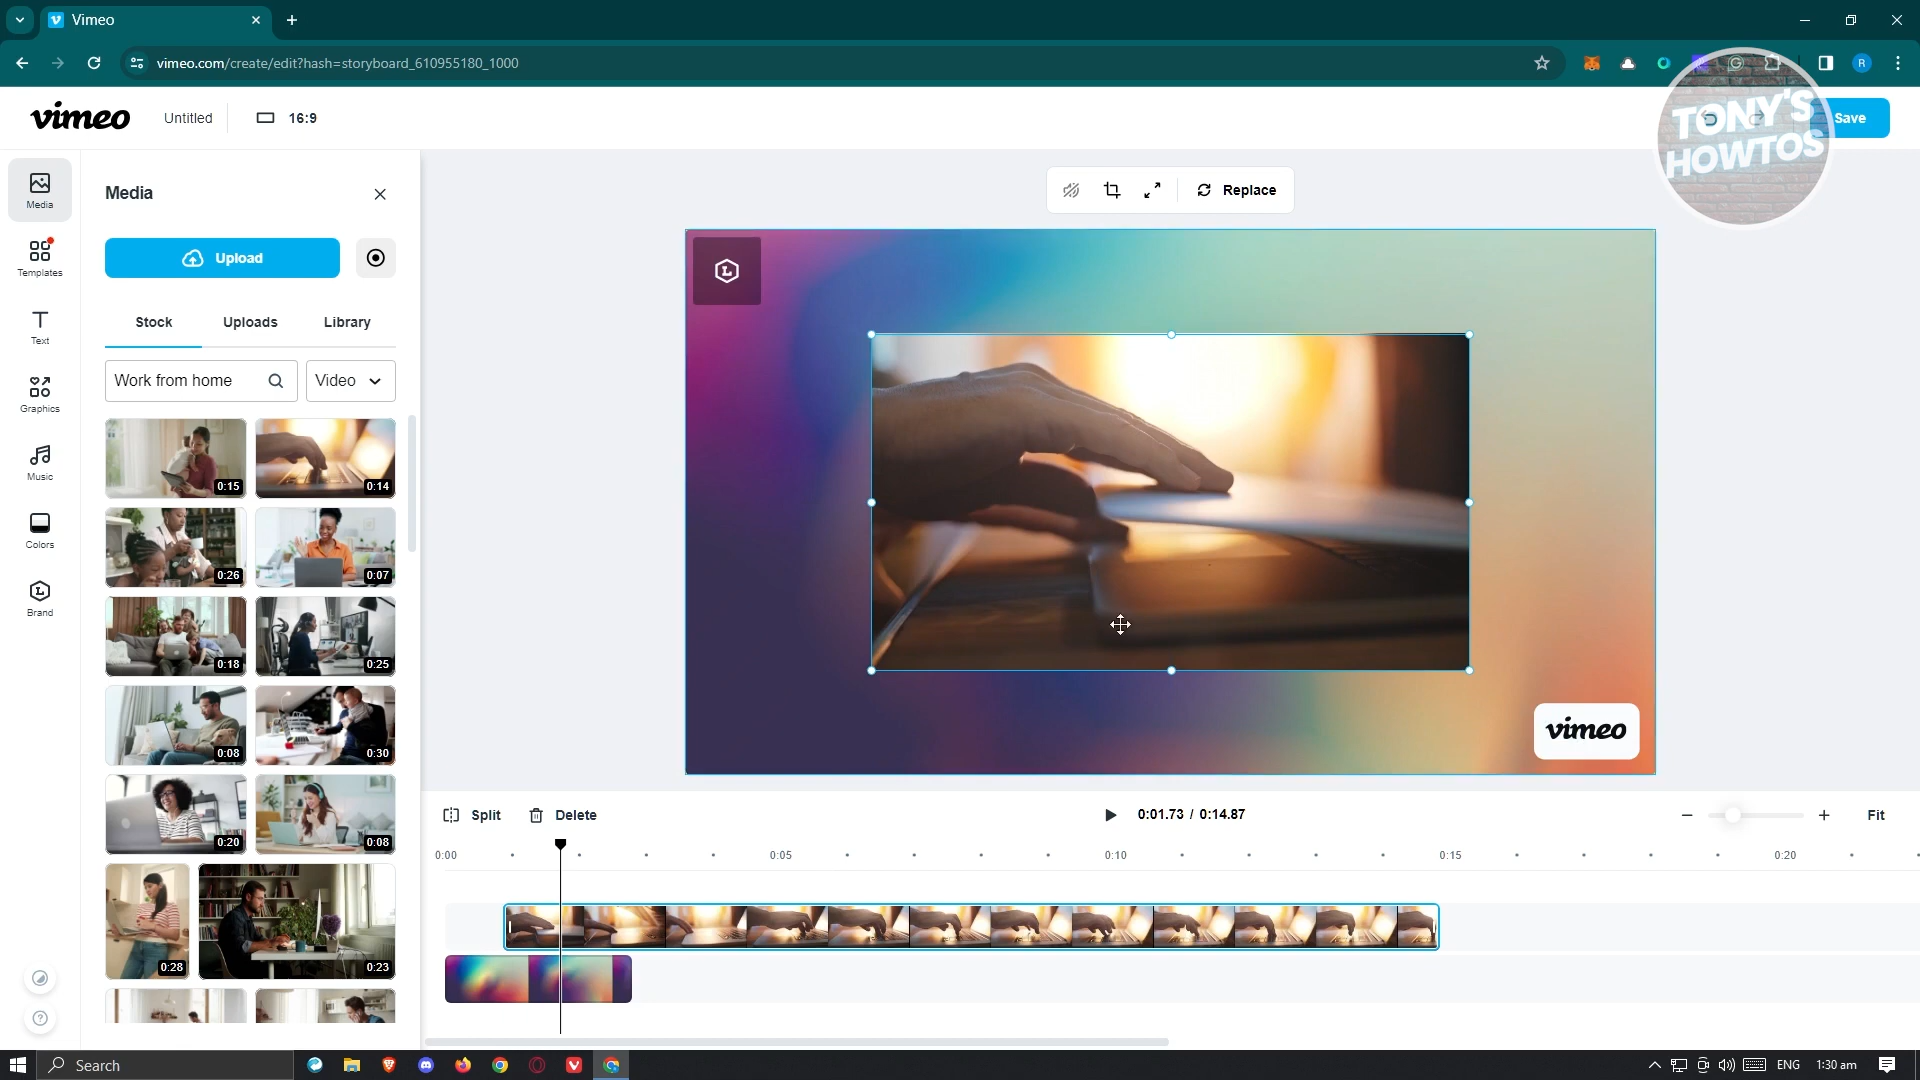 Vimeo
vimeo.com/create/edit?hash=storyboard_610955180_1000
R
vimeo
Untitled
16:9
TONY'S
HOWTOS
Save
Media
Templates
Text
Graphics
Music
Colors
Brand
Media
Upload
Stock
Uploads
Library
Work from home
Video
0:15
0:14
0:26
0:07
0:18
0:25
0:08
0:30
0:20
0:08
0:28
0:23
Replace
L
vimeo
Split
Delete
0:01.73 / 0:14.87
Fit
0:00
0:05
0:10
0:15
0:20
Search
ENG
1:30 am